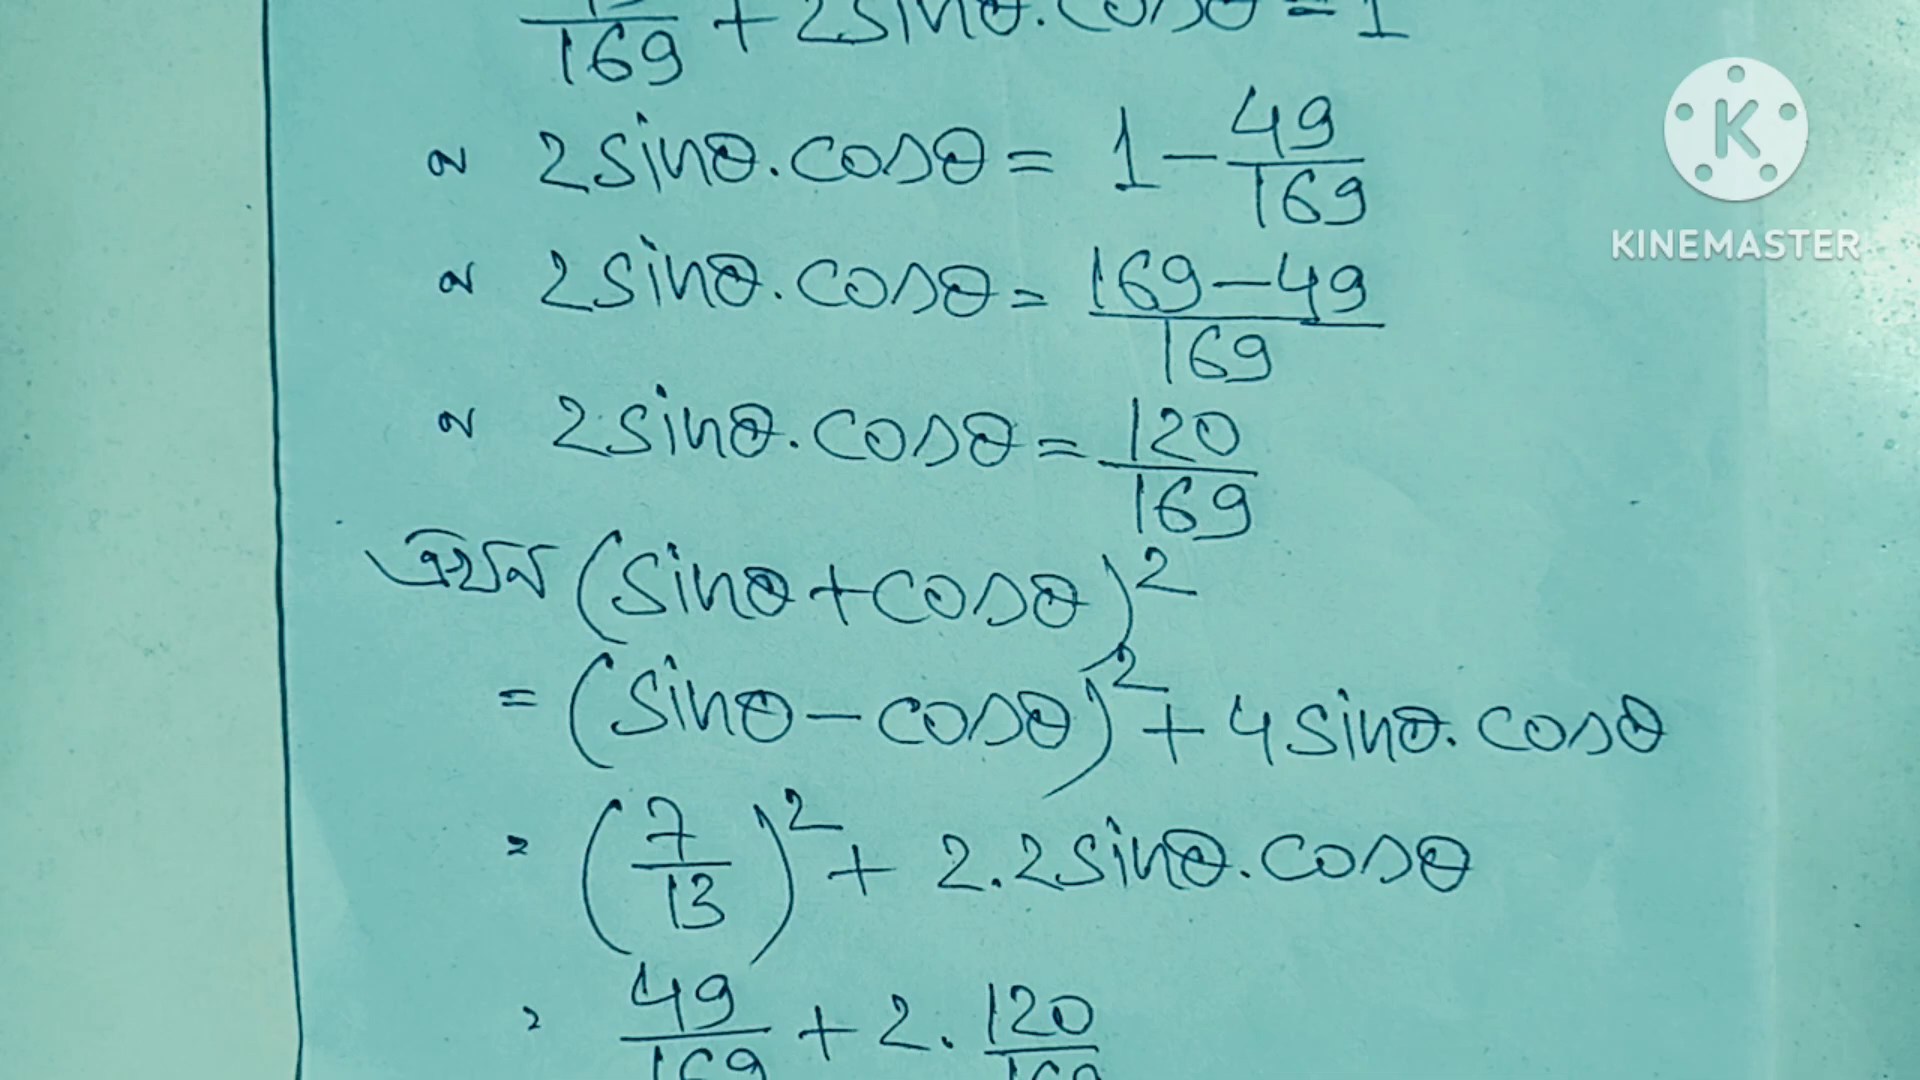 49/169 + 2sinθ.cosθ = 1
বা 2sinθ.cosθ = 1 - 49/169
বা 2sinθ.cosθ = 169-49/169
বা 2sinθ.cosθ = 120/169
এখন (sinθ+cosθ)²
= (sinθ-cosθ)² + 4sinθ.cosθ
= (7/13)² + 2.2sinθ.cosθ
= 49/169 + 2.120/169
KINEMASTER